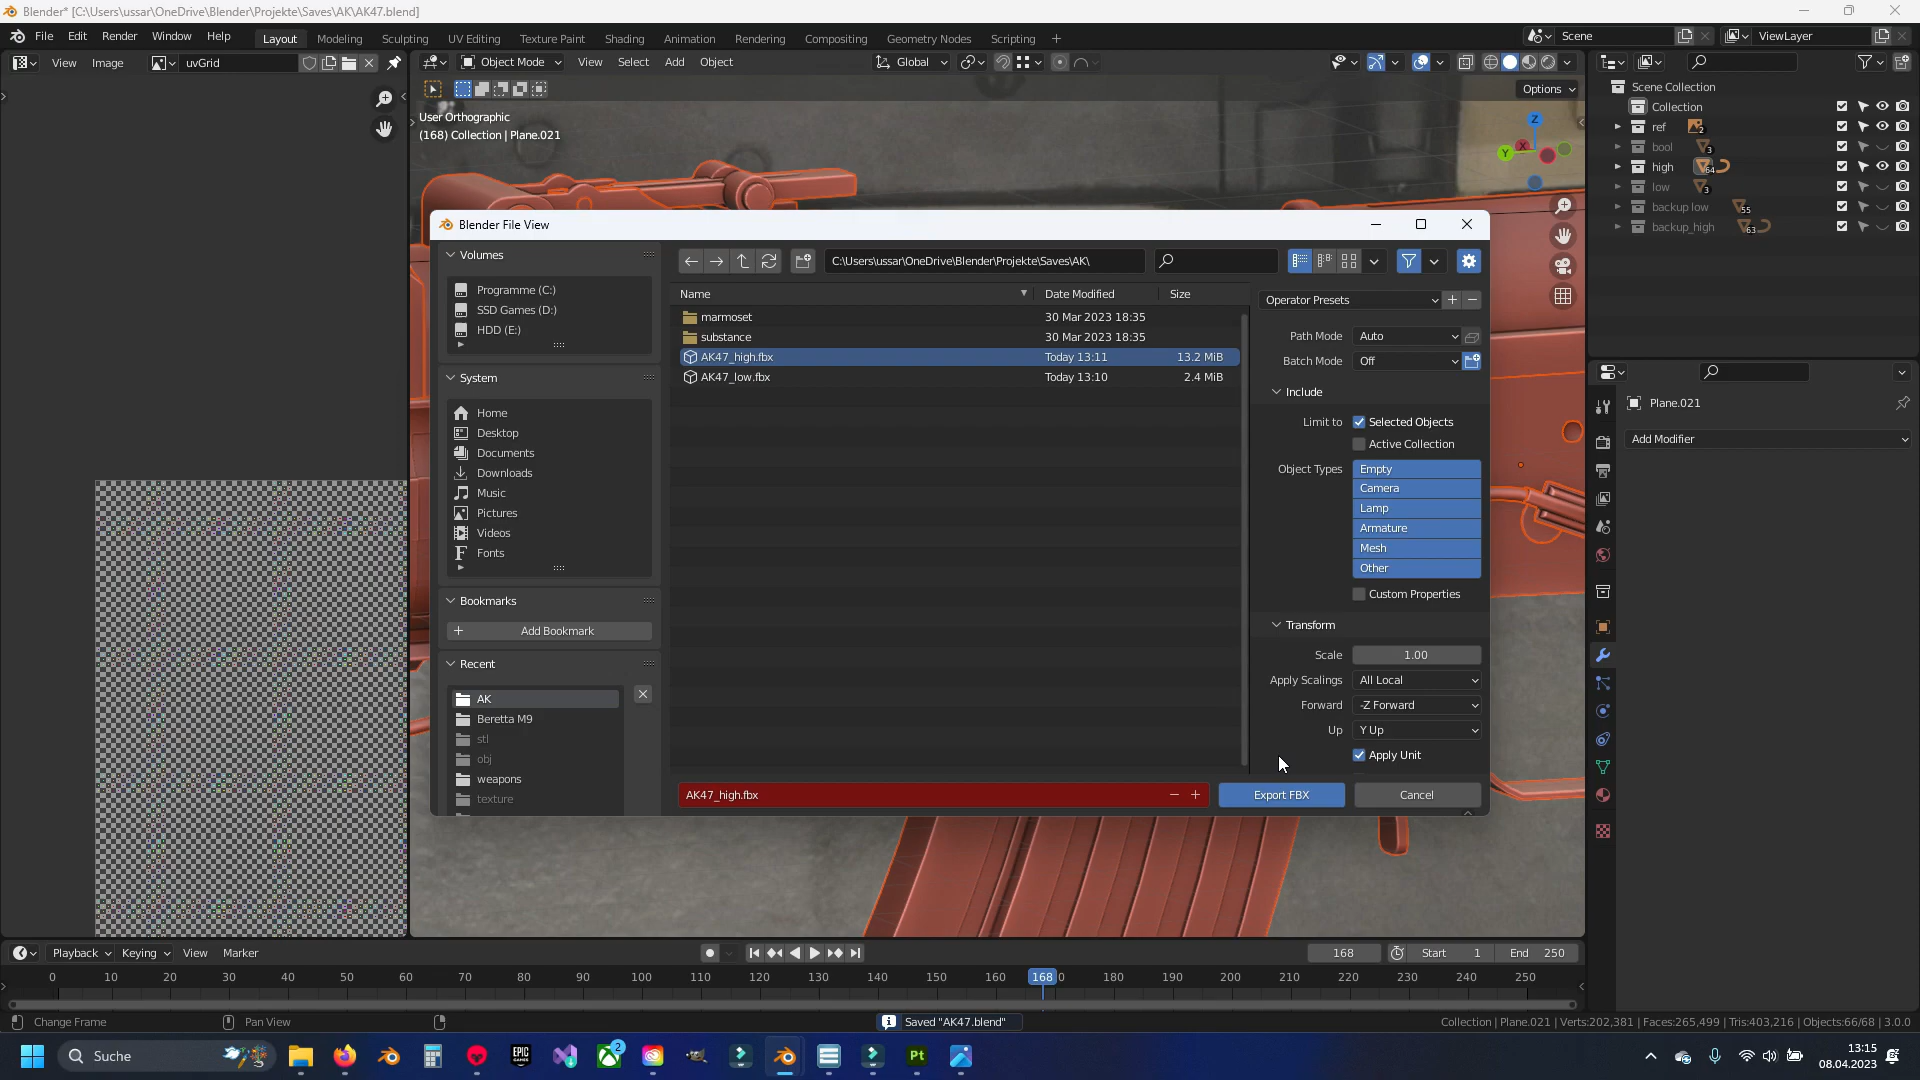 Blender* [C:\Users\ussar\OneDrive\Blender\Projekte\Saves\AK\AK47.blend]
File Edit Render Window Help Layout Modeling Sculpting UV Editing Texture Paint Shading Animation Rendering Compositing Geometry Nodes Scripting + Scene ViewLayer
View Image uvGrid Object Mode View Select Add Object Global
Options
User Orthographic
(168) Collection | Plane.021
Z
X
Y
Scene Collection
Collection
ref 2
bool 3
high 64
low 3
backup low 55
backup_high 63
Plane.021
Add Modifier
Blender File View
Volumes
Programme (C:)
SSD Games (D:)
HDD (E:)
System
Home
Desktop
Documents
Downloads
Music
Pictures
Videos
Fonts
Bookmarks
Add Bookmark
Recent
AK
Beretta M9
stl
obj
weapons
texture
C:\Users\ussar\OneDrive\Blender\Projekte\Saves\AK\
Name Date Modified Size
marmoset 30 Mar 2023 18:35
substance 30 Mar 2023 18:35
AK47_high.fbx Today 13:11 13.2 MiB
AK47_low.fbx Today 13:10 2.4 MiB
Operator Presets
Path Mode Auto
Batch Mode Off
Include
Limit to Selected Objects
Active Collection
Object Types Empty
Camera
Lamp
Armature
Mesh
Other
Custom Properties
Transform
Scale 1.00
Apply Scalings All Local
Forward -Z Forward
Up Y Up
Apply Unit
AK47_high.fbx Export FBX Cancel
Playback Keying View Marker 168 Start 1 End 250
0 10 20 30 40 50 60 70 80 90 100 110 120 130 140 150 160 168 0 180 190 200 210 220 230 240 250
Change Frame Pan View Saved "AK47.blend" Collection | Plane.021 | Verts:202,381 | Faces:265,499 | Tris:403,216 | Objects:66/68 | 3.0.0
Suche EPIC GAMES 2 Pt
13:15
08.04.2023